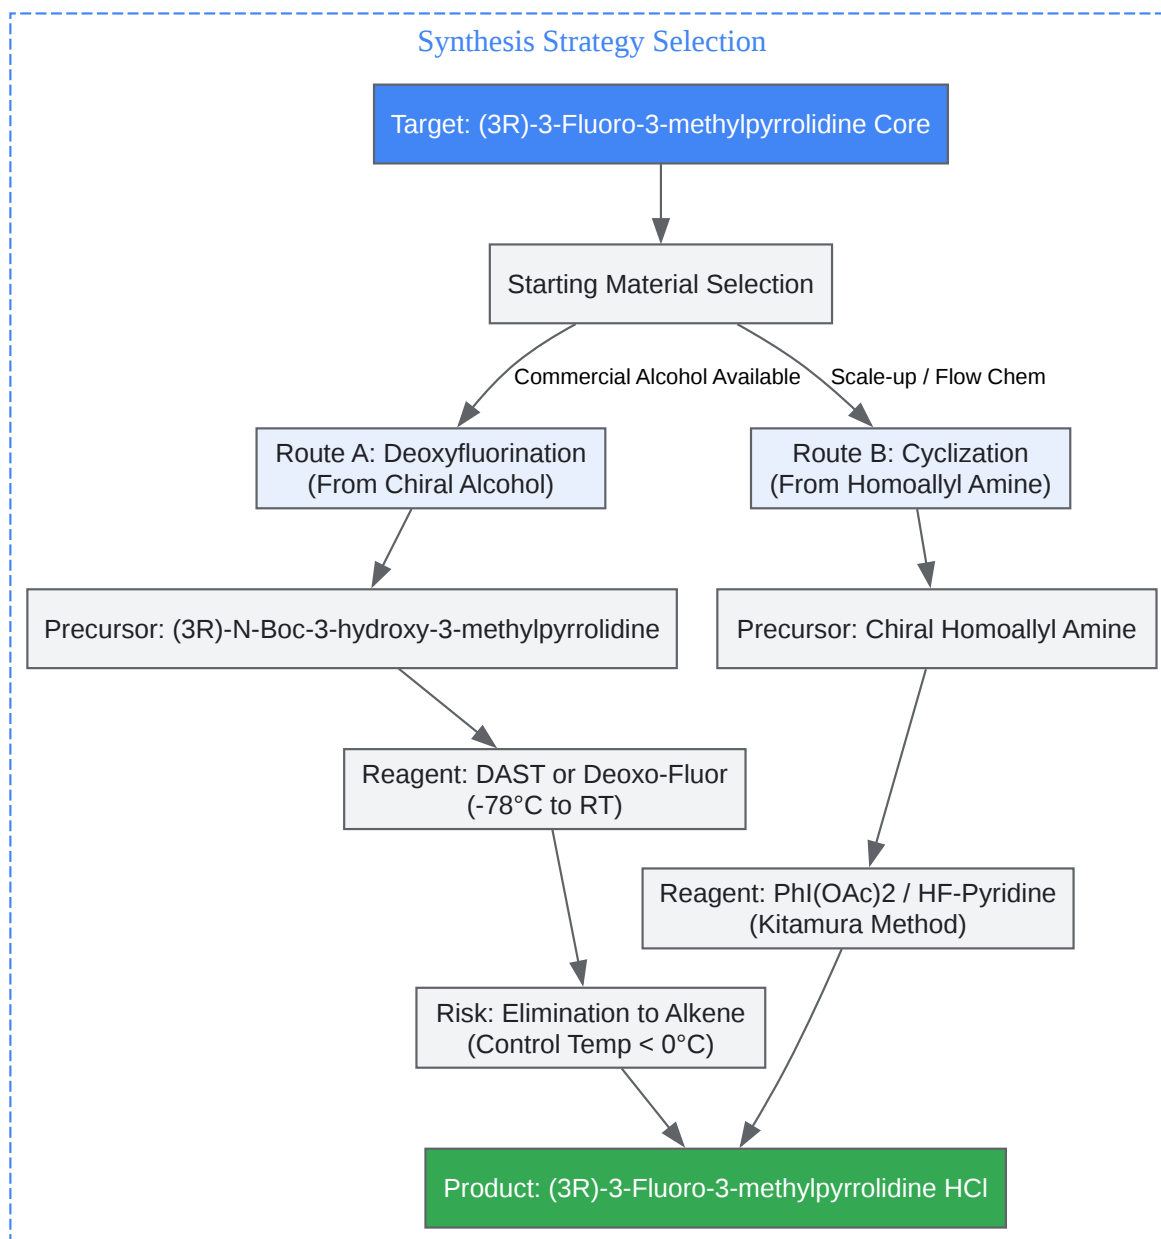 Synthesis Strategy Selection
Target: (3R)-3-Fluoro-3-methylpyrrolidine Core
Starting Material Selection
Commercial Alcohol Available
Scale-up / Flow Chem
Route A: Deoxyfluorination
(From Chiral Alcohol)
Route B: Cyclization
(From Homoallyl Amine)
Precursor: (3R)-N-Boc-3-hydroxy-3-methylpyrrolidine
Precursor: Chiral Homoallyl Amine
Reagent: DAST or Deoxo-Fluor
(-78°C to RT)
Reagent: PhI(OAc)2 / HF-Pyridine
(Kitamura Method)
Risk: Elimination to Alkene
(Control Temp < 0°C)
Product: (3R)-3-Fluoro-3-methylpyrrolidine HCl